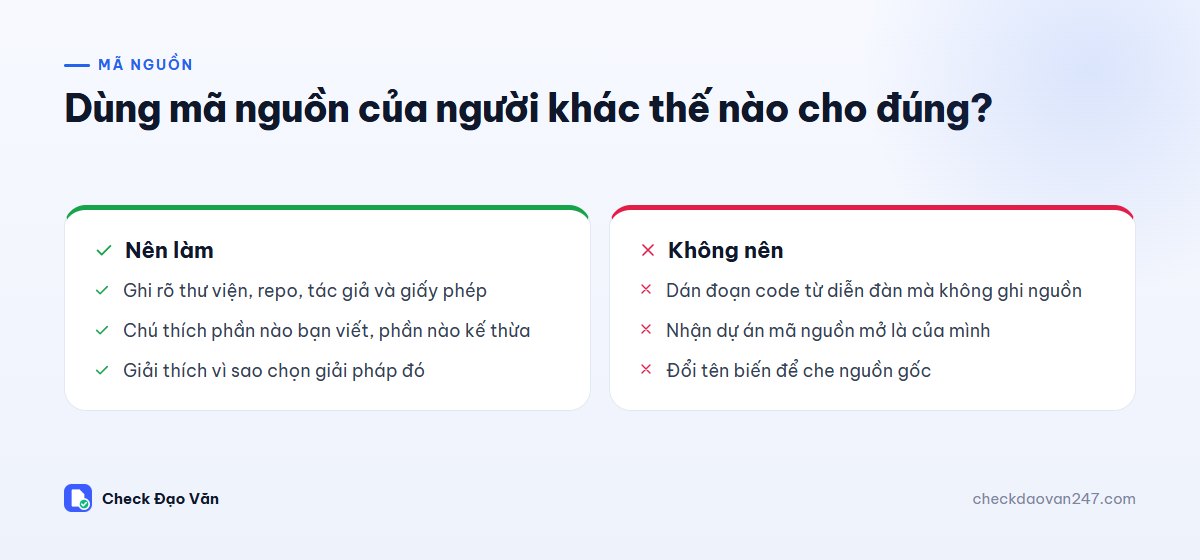 MÃ NGUỒN
Dùng mã nguồn của người khác thế nào cho đúng?
Nên làm
Ghi rõ thư viện, repo, tác giả và giấy phép
Chú thích phần nào bạn viết, phần nào kế thừa
Giải thích vì sao chọn giải pháp đó
Không nên
Dán đoạn code từ diễn đàn mà không ghi nguồn
Nhận dự án mã nguồn mở là của mình
Đổi tên biến để che nguồn gốc
Check Đạo Văn
checkdaovan247.com